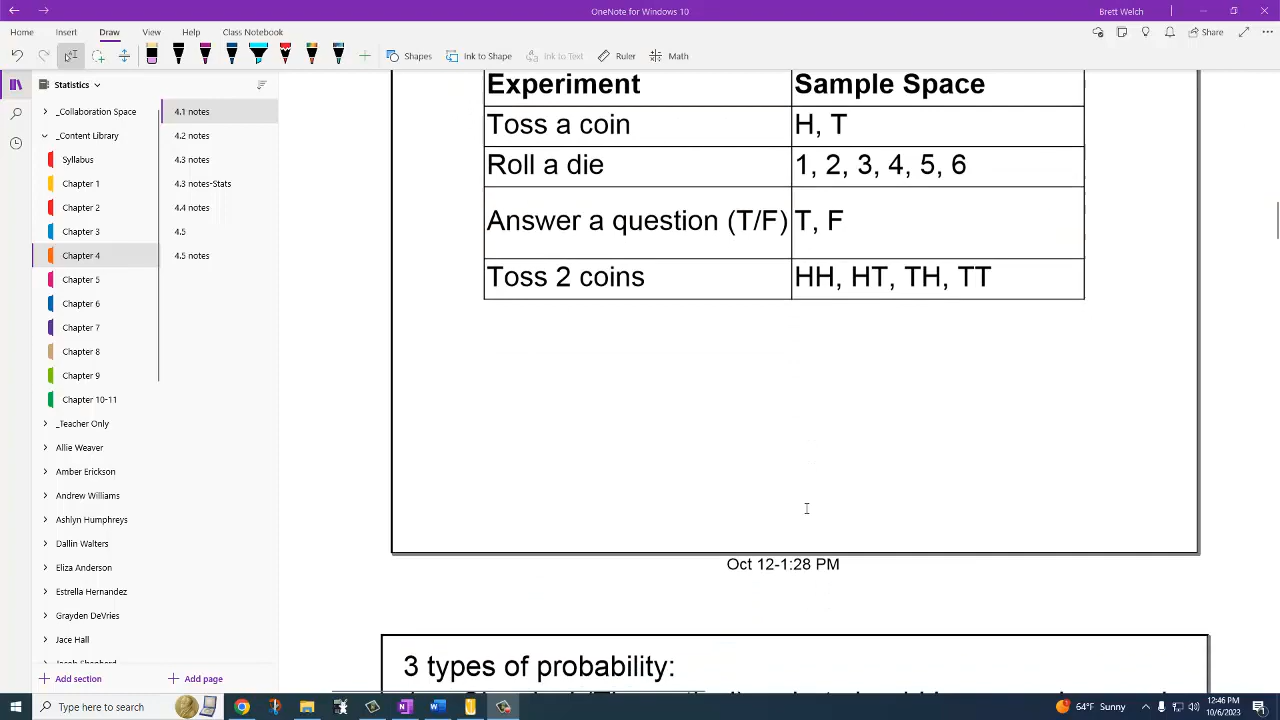 OneNote for Windows 10
Brett Welch
Home Insert Draw View Help Class Notebook
Share
Shapes Ink to Shape Ink to Text Ruler Math
Statistics
_Collaboration Space
_Content Library
Syllabus
Chapter 1
Chapter 2
Chapter 3
Chapter 4
Chapter 5
Chapter 6
Chapter 7
Chapter 8
Chapter 9
Chapter 10-11
_Teacher Only
Allie Weaver
Amber Erickson
Andrew Williams
Ashlyn Humphreys
Dallin Walters
Eliza Anderson
Estrella Hernandez
Grayden DeVries
Jace Hall
Add section
4.1 notes
4.2 notes
4.3 notes
4.3 notes-Stats
4.4 notes
4.5
4.5 notes
Add page
Experiment Sample Space
Toss a coin H, T
Roll a die 1, 2, 3, 4, 5, 6
Answer a question (T/F) T, F
Toss 2 coins HH, HT, TH, TT
Oct 12-1:28 PM
3 types of probability:
Type here to search
64°F Sunny
12:46 PM
10/6/2023